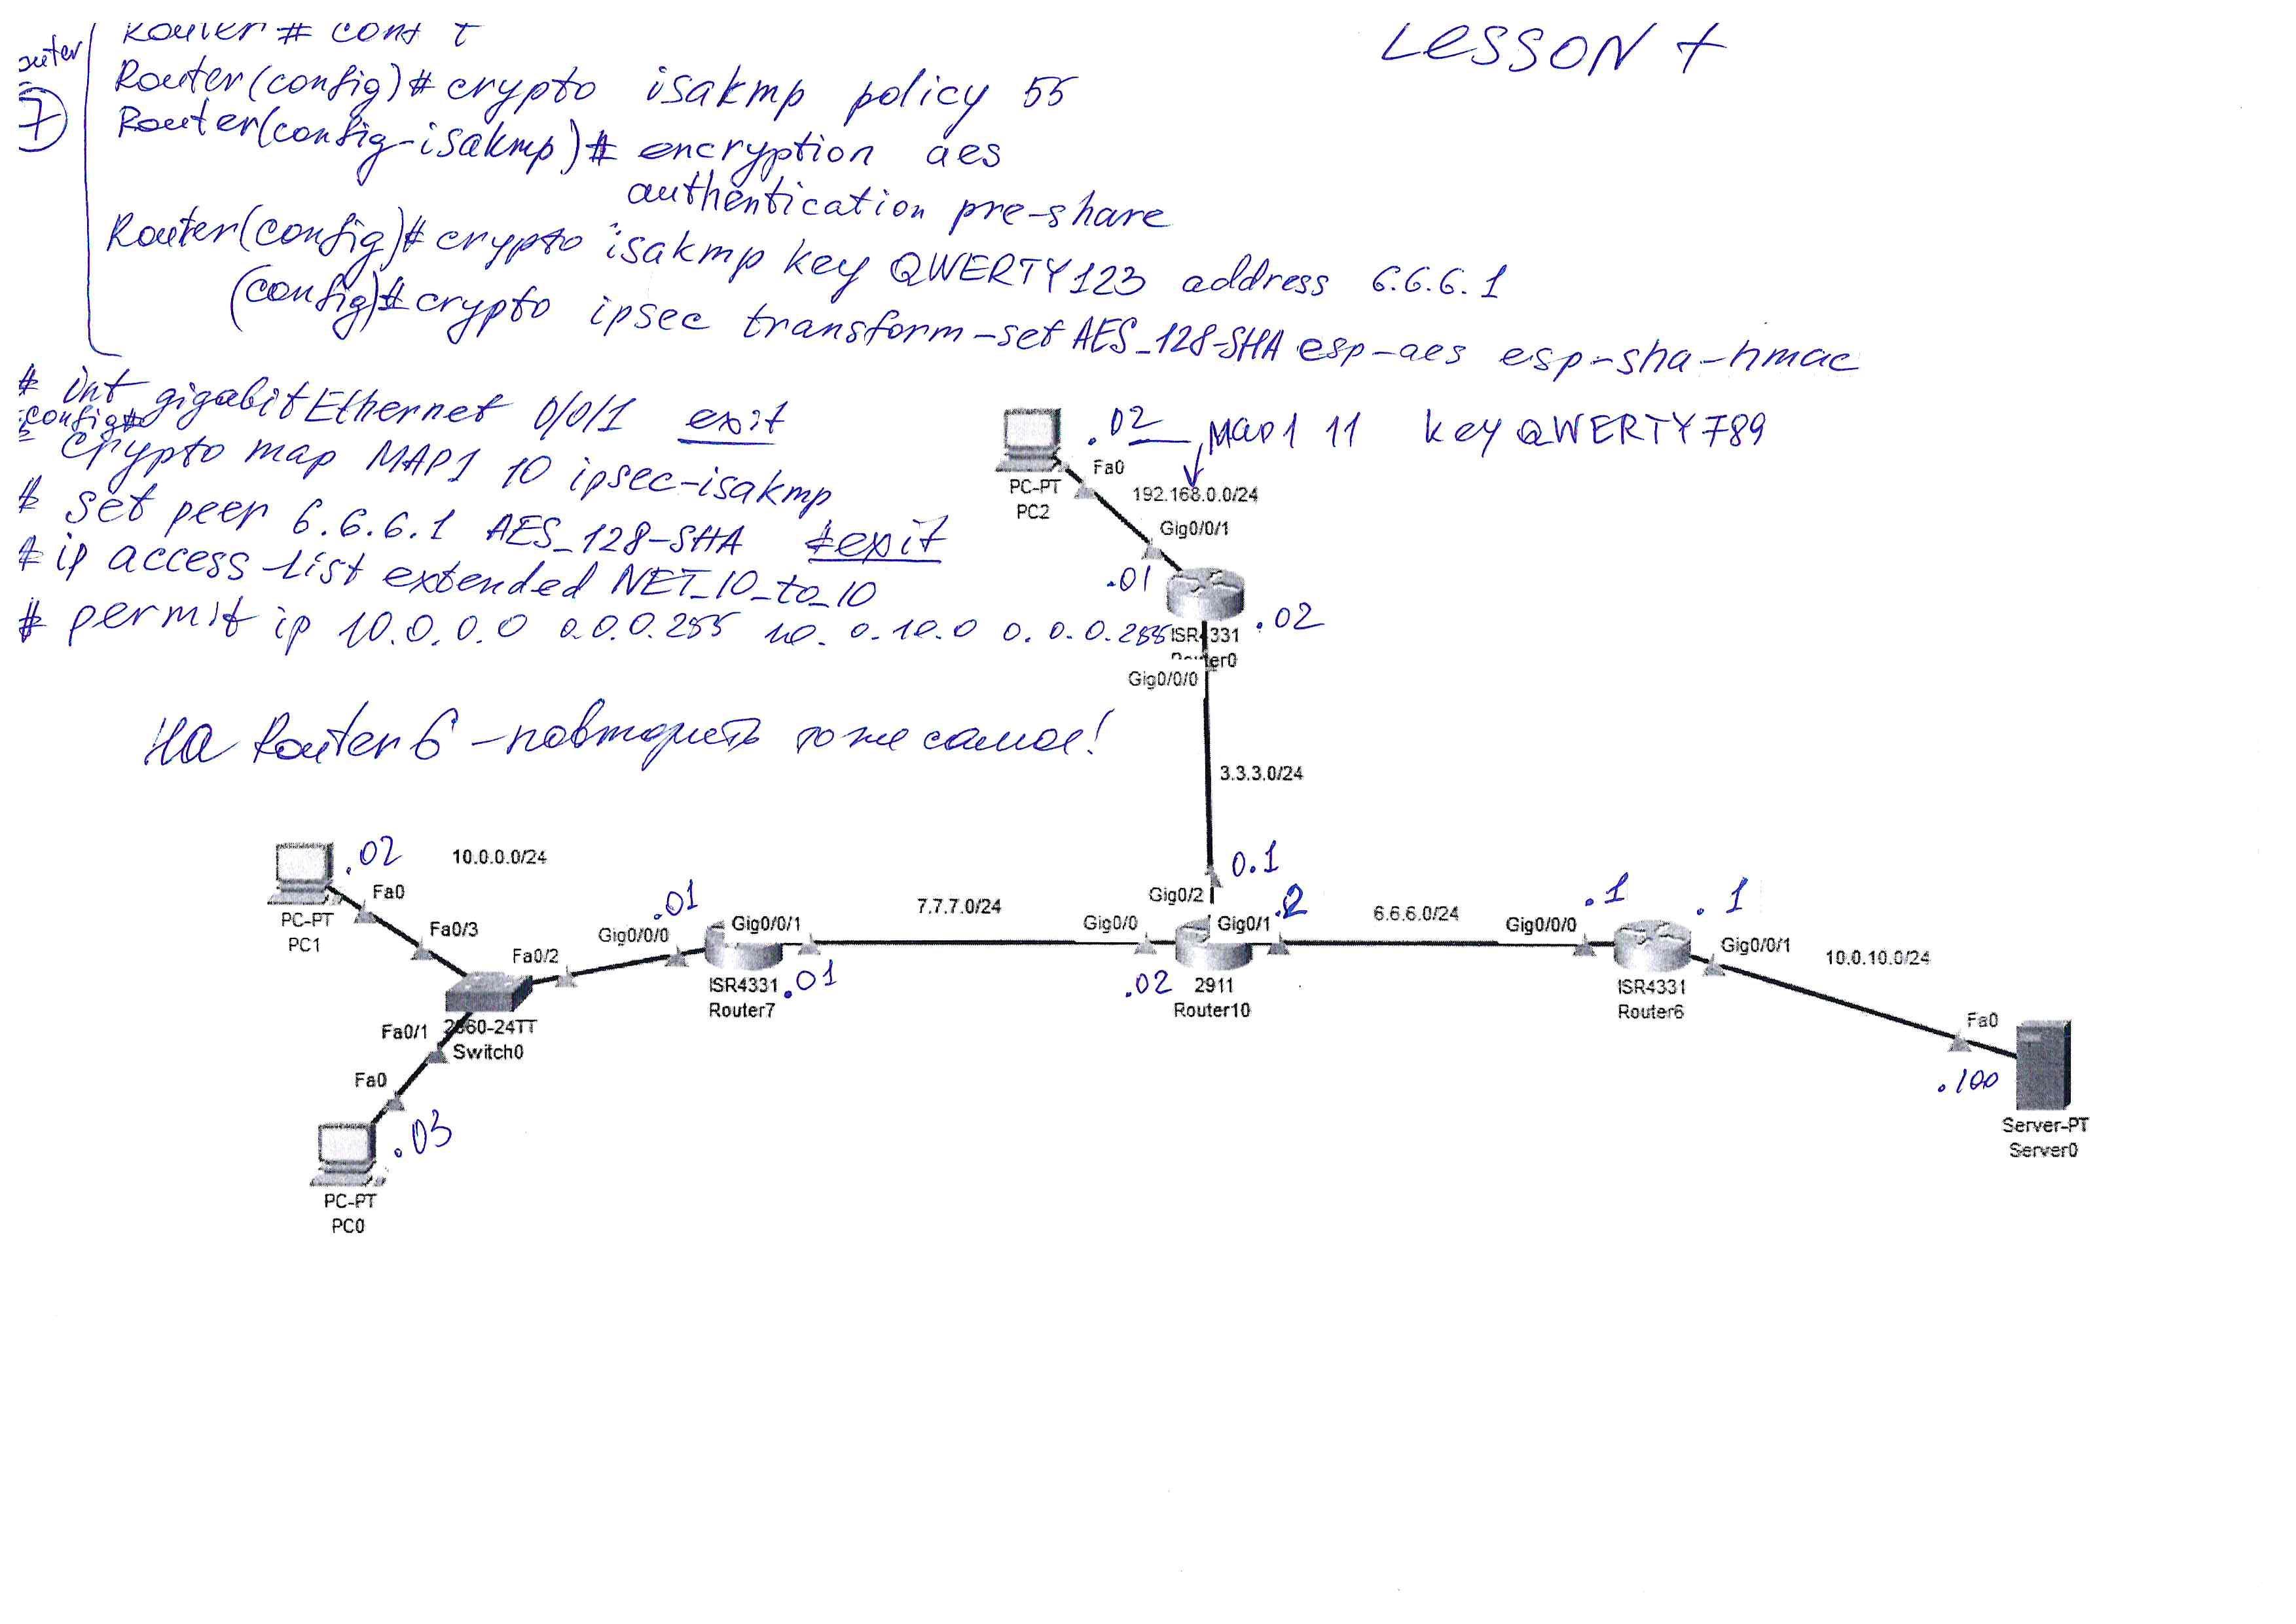 Router # conf t
LESSON 7
Router(config)# crypto isakmp policy 55
7
Router(config-isakmp)# encryption aes
authentication pre-share
Router(config)# crypto isakmp key QWERTY123 address 6.6.6.1
(config)# crypto ipsec transform-set AES_128-SHA esp-aes esp-sha-hmac
# int gigabitEthernet 0/0/1 exit
config#
crypto map MAP1 10 ipsec-isakmp
# set peer 6.6.6.1 AES_128-SHA #exit
# ip access-list extended NET_10_to_10
# permit ip 10.0.0.0 0.0.0.255 10.0.10.0 0.0.0.255
На Router 6 - повторить то же самое!
.02 MAP1 11 key QWERTY789
Fa0
PC-PT
PC2
192.168.0.0/24
Gig0/0/1
.01
.02
ISR4331
Router0
Gig0/0/0
3.3.3.0/24
0.1
.02
10.0.0.0/24
Fa0
PC-PT
PC1
Fa0/3
Fa0/2
Gig0/0/0
.01
Gig0/0/1
7.7.7.0/24
Gig0/0
Gig0/2
Gig0/1
.2
6.6.6.0/24
Gig0/0/0
.1
.1
Gig0/0/1
10.0.10.0/24
ISR4331
Router7
.01
.02
2911
Router10
ISR4331
Router6
Fa0/1
2960-24TT
Switch0
Fa0
.03
PC-PT
PC0
Fa0
.100
Server-PT
Server0